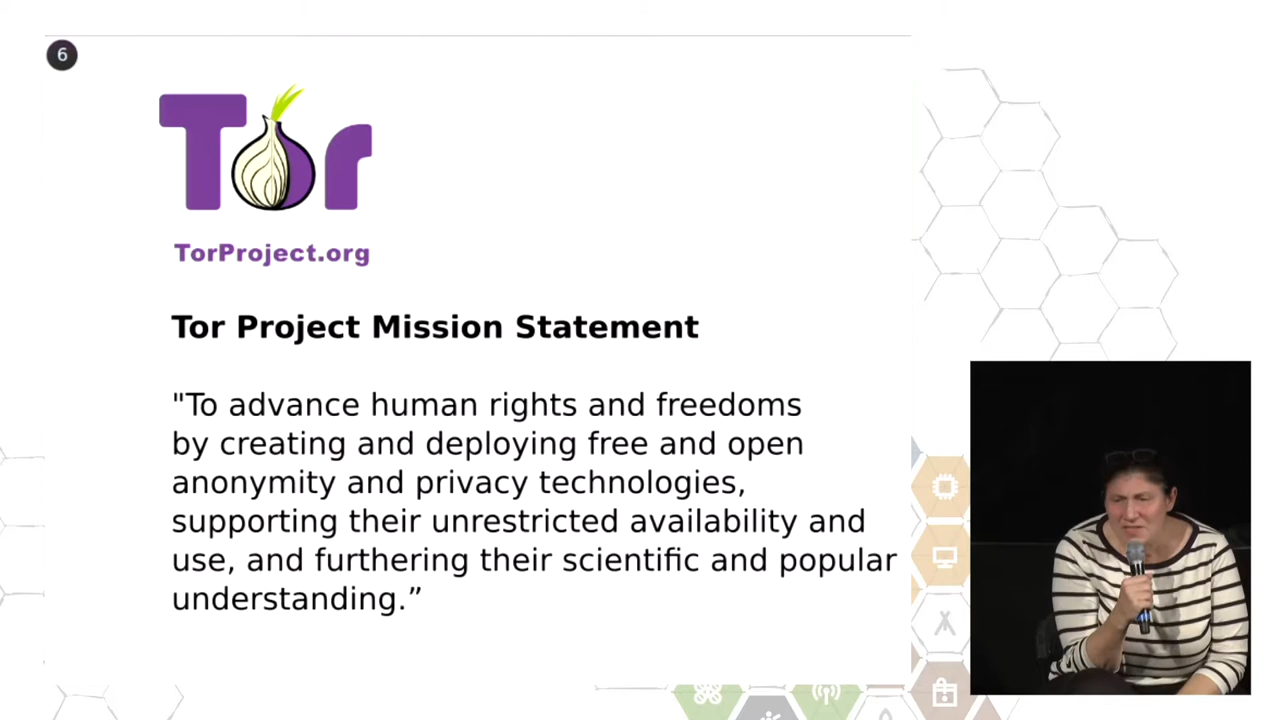 6
Tor
TorProject.org
Tor Project Mission Statement
"To advance human rights and freedoms
by creating and deploying free and open
anonymity and privacy technologies,
supporting their unrestricted availability and
use, and furthering their scientific and popular
understanding.”